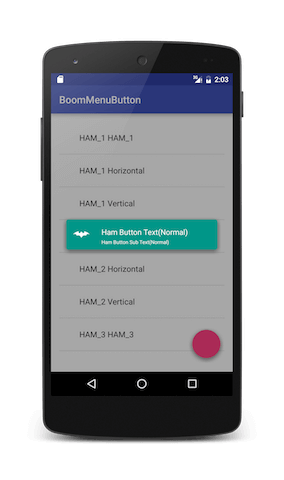 2:03
BoomMenuButton
HAM_1 HAM_1
HAM_1 Horizontal
HAM_1 Vertical
Ham Button Text(Normal)
Ham Button Sub Text(Normal)
HAM_2 Horizontal
HAM_2 Vertical
HAM_3 HAM_3